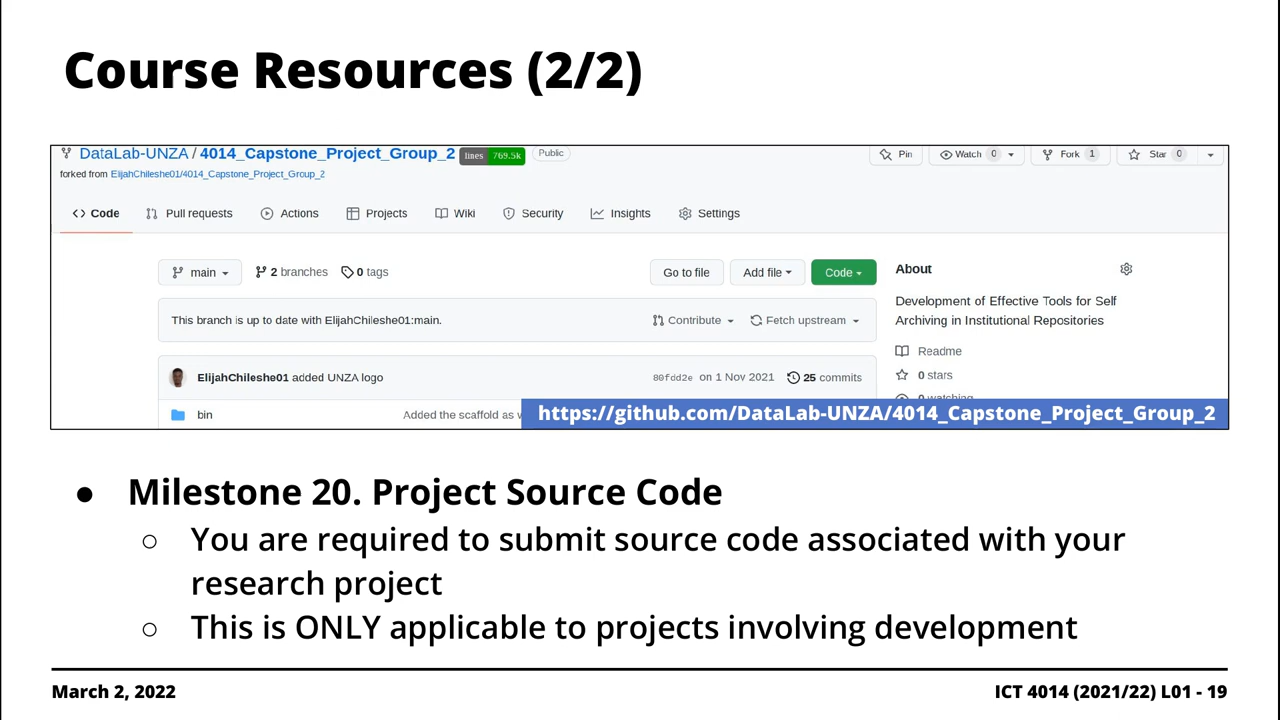 Course Resources (2/2)
DataLab-UNZA / 4014_Capstone_Project_Group_2 lines 769.5k Public Pin Watch 0 Fork 1 Star 0
forked from ElijahChileshe01/4014_Capstone_Project_Group_2
Code Pull requests Actions Projects Wiki Security Insights Settings
main 2 branches 0 tags Go to file Add file Code
About
Development of Effective Tools for Self
Archiving in Institutional Repositories
This branch is up to date with ElijahChileshe01:main. Contribute Fetch upstream
Readme
0 stars
ElijahChileshe01 added UNZA logo 80fdd2e on 1 Nov 2021 25 commits
0 watching
bin Added the scaffold as
https://github.com/DataLab-UNZA/4014_Capstone_Project_Group_2
● Milestone 20. Project Source Code
○ You are required to submit source code associated with your
research project
○ This is ONLY applicable to projects involving development
March 2, 2022 ICT 4014 (2021/22) L01 - 19